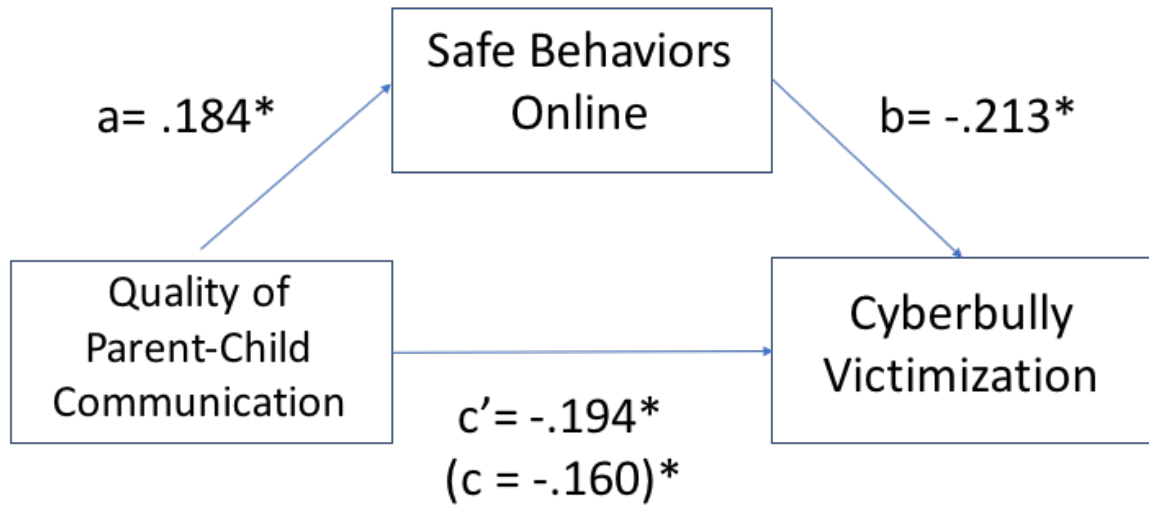 Safe Behaviors
Online
a= .184*
b= -.213*
Quality of
Parent-Child
Communication
Cyberbully
Victimization
c’= -.194*
(c = -.160)*